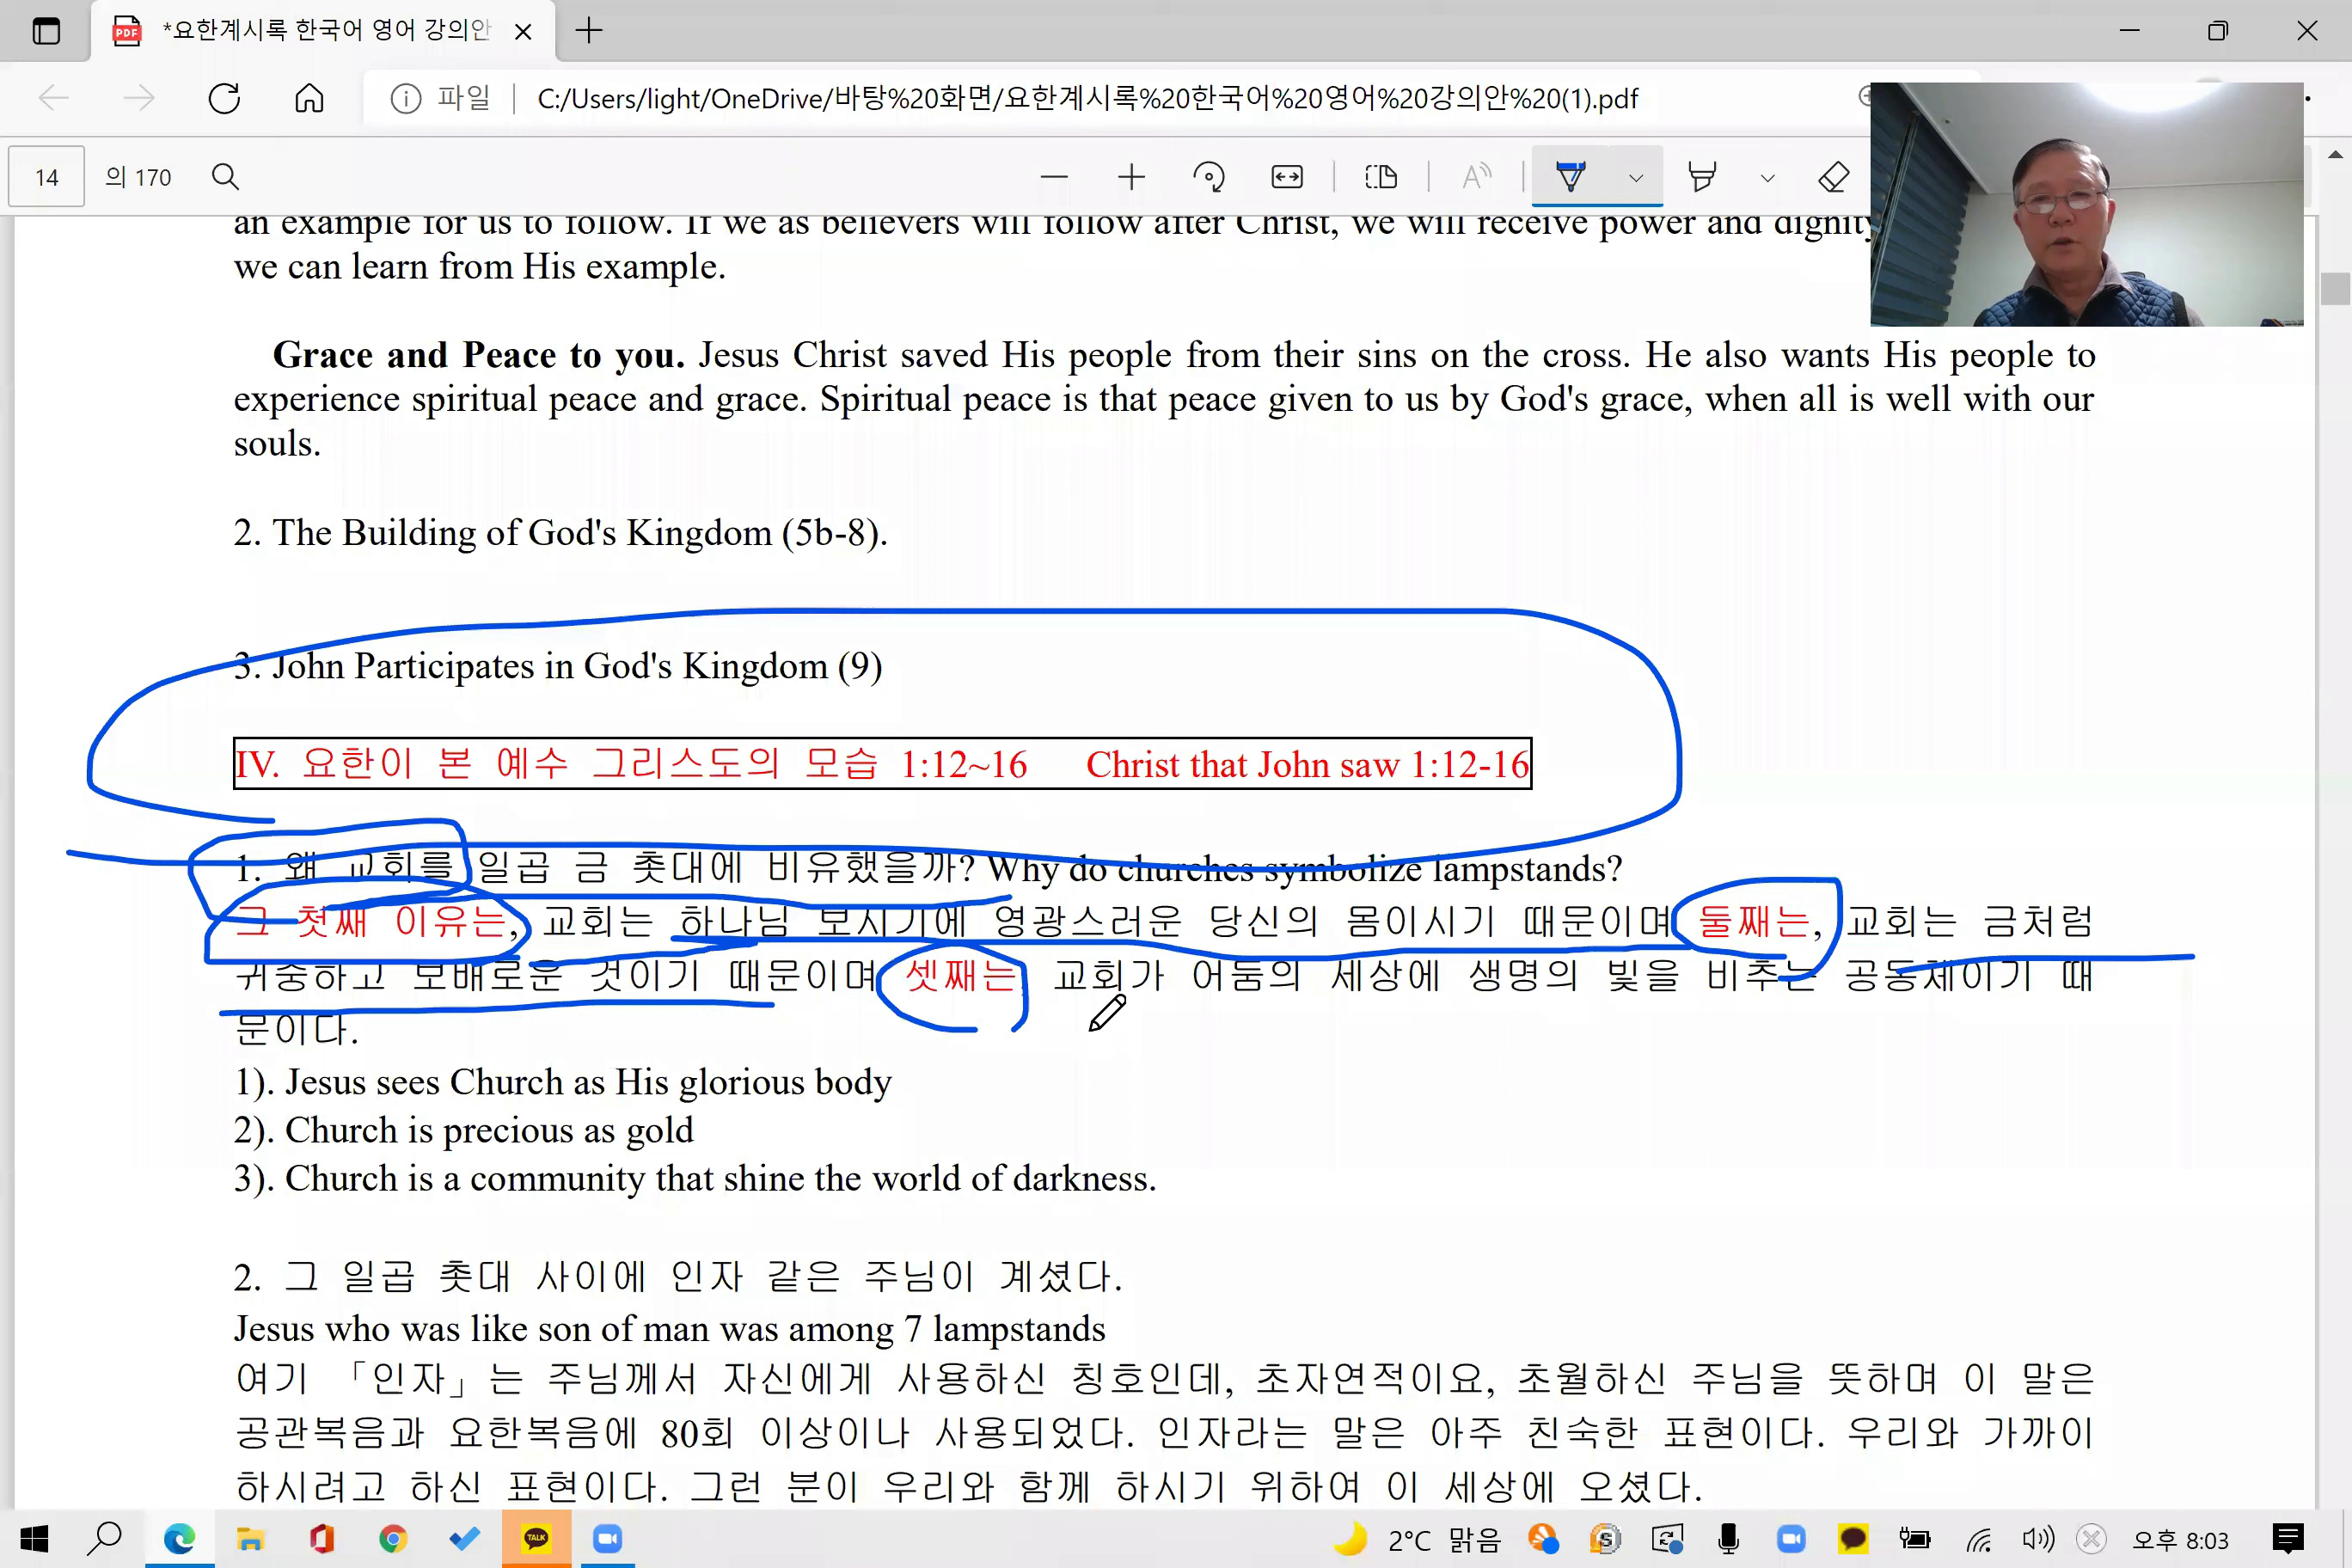 *요한계시록 한국어 영어 강의안
파일 C:/Users/light/OneDrive/바탕%20화면/요한계시록%20한국어%20영어%20강의안%20(1).pdf
14 의 170
an example for us to follow. If we as believers will follow after Christ, we will receive power and dignity
we can learn from His example.
Grace and Peace to you. Jesus Christ saved His people from their sins on the cross. He also wants His people to
experience spiritual peace and grace. Spiritual peace is that peace given to us by God's grace, when all is well with our
souls.
2. The Building of God's Kingdom (5b-8).
3. John Participates in God's Kingdom (9)
IV. 요한이 본 예수 그리스도의 모습 1:12~16 Christ that John saw 1:12-16
1. 왜 교회를 일곱 금 촛대에 비유했을까? Why do churches symbolize lampstands?
그 첫째 이유는, 교회는 하나님 보시기에 영광스러운 당신의 몸이시기 때문이며 둘째는, 교회는 금처럼
귀중하고 보배로운 것이기 때문이며 셋째는, 교회가 어둠의 세상에 생명의 빛을 비추는 공동체이기 때
문이다.
1). Jesus sees Church as His glorious body
2). Church is precious as gold
3). Church is a community that shine the world of darkness.
2. 그 일곱 촛대 사이에 인자 같은 주님이 계셨다.
Jesus who was like son of man was among 7 lampstands
여기 「인자」는 주님께서 자신에게 사용하신 칭호인데, 초자연적이요, 초월하신 주님을 뜻하며 이 말은
공관복음과 요한복음에 80회 이상이나 사용되었다. 인자라는 말은 아주 친숙한 표현이다. 우리와 가까이
하시려고 하신 표현이다. 그런 분이 우리와 함께 하시기 위하여 이 세상에 오셨다.
2°C 맑음 오후 8:03